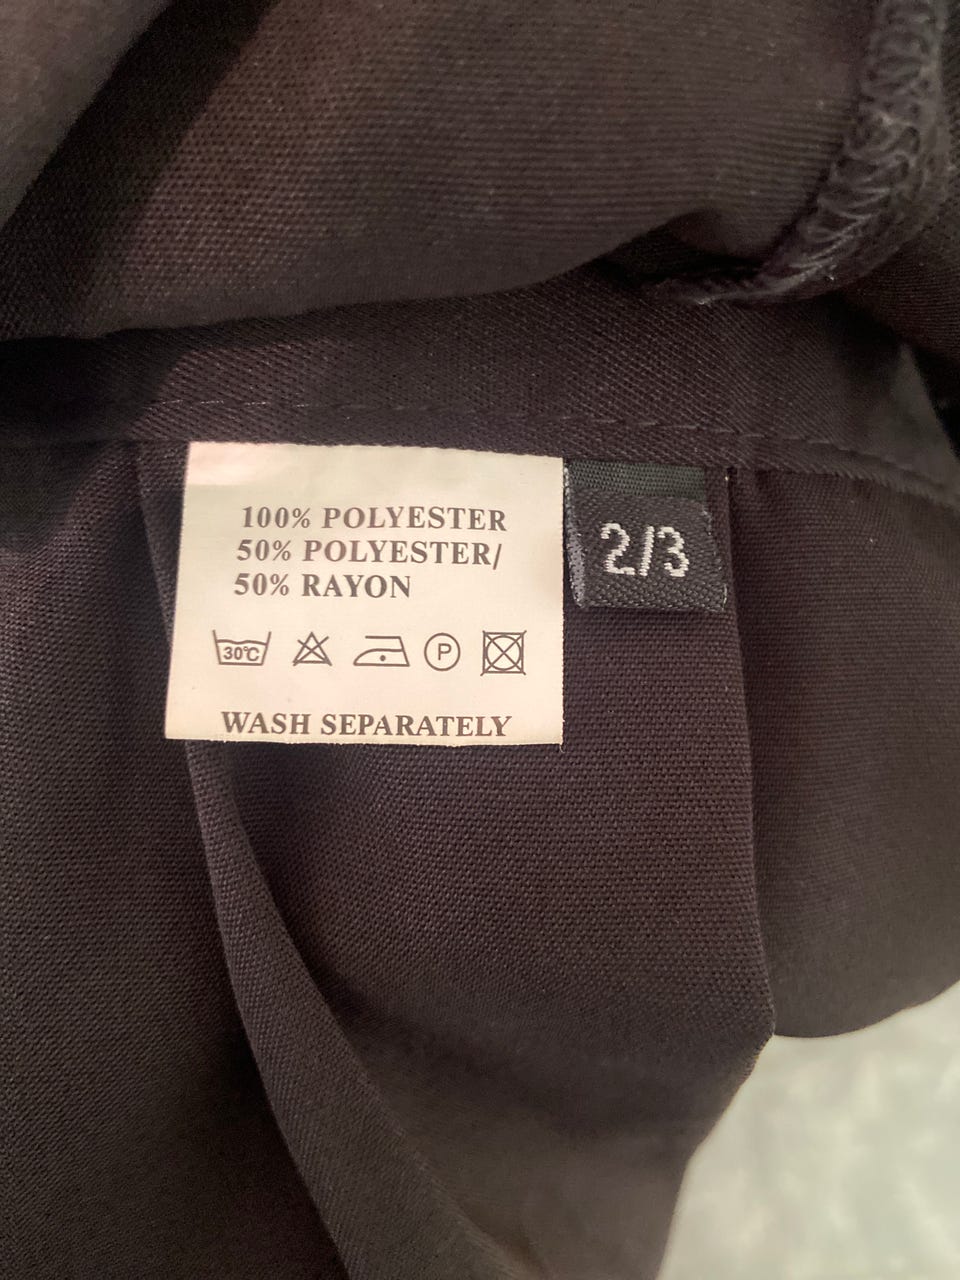 100% POLYESTER
50% POLYESTER/
50% RAYON
30℃ P
WASH SEPARATELY
2/3